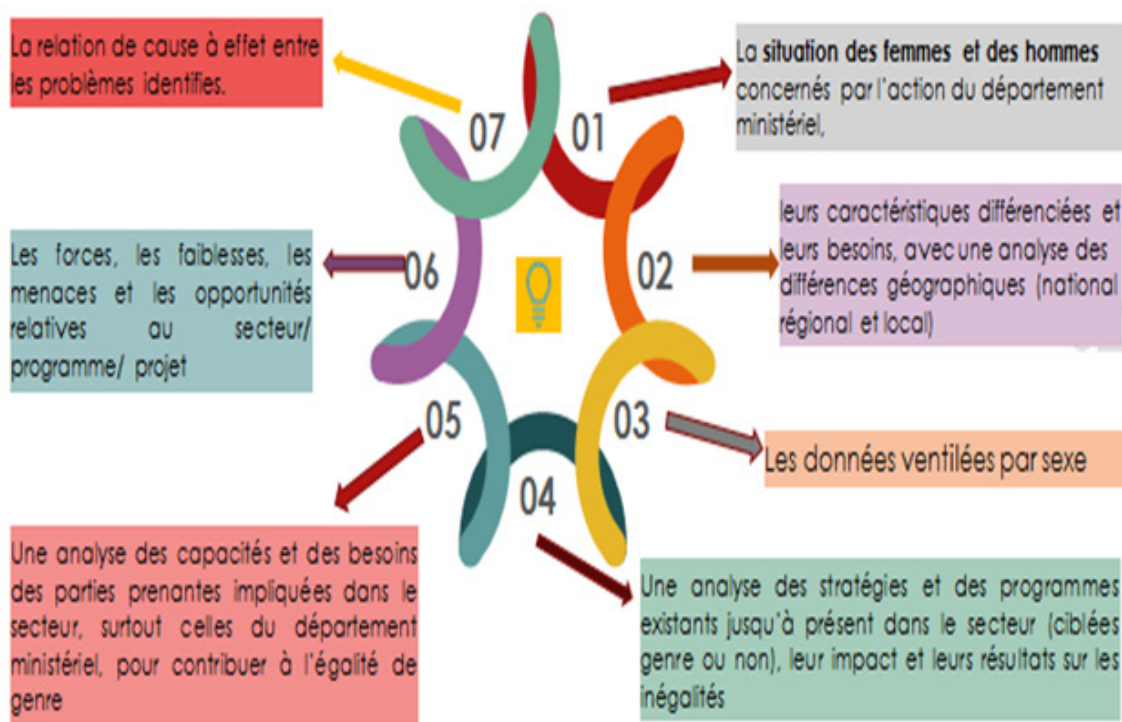 01
La situation des femmes et des hommes
concernés par l'action du département
ministériel,
02
leurs caractéristiques différenciées et
leurs besoins, avec une analyse des
différences géographiques (national
régional et local)
03
Les données ventilées par sexe
04
Une analyse des stratégies et des programmes
existants jusqu'à présent dans le secteur (ciblées
genre ou non), leur impact et leurs résultats sur les
inégalités
05
Une analyse des capacités et des besoins
des parties prenantes impliquées dans le
secteur, surtout celles du département
ministériel, pour contribuer à l'égalité de
genre
06
Les forces, les faiblesses, les
menaces et les opportunités
relatives au secteur/
programme/ projet
07
La relation de cause à effet entre
les problèmes identifies.